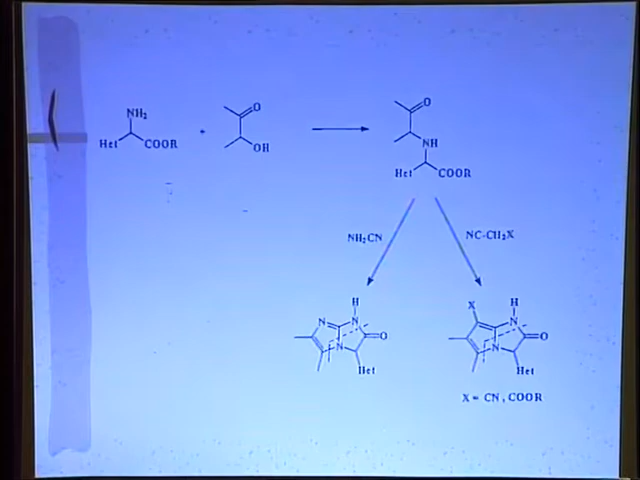 NH₂
Het
COOR
+
O
OH
O
NH
Het
COOR
NH₂CN
NC-CH₂X
H
N
N
N
O
Het
X
H
N
N
O
Het
X = CN , COOR